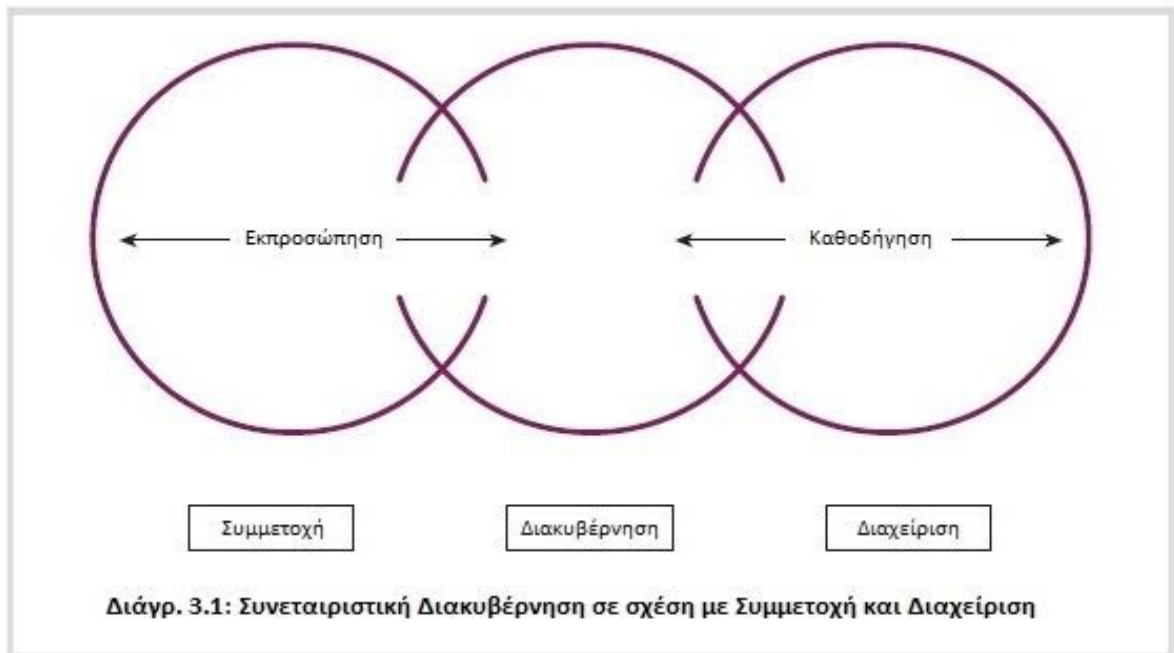 Εκπροσώπηση
Καθοδήγηση
Συμμετοχή
Διακυβέρνηση
Διαχείριση
Διάγρ. 3.1: Συνεταιριστική Διακυβέρνηση σε σχέση με Συμμετοχή και Διαχείριση